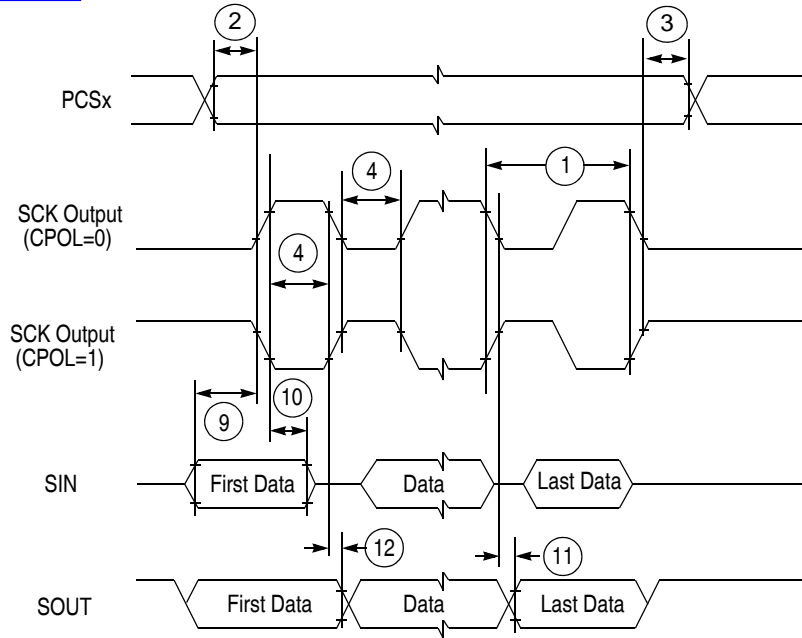 2
3
PCSx
4
1
SCK Output
(CPOL=0)
4
SCK Output
(CPOL=1)
10
9
SIN
First Data
Data
Last Data
12
11
SOUT
First Data
Data
Last Data